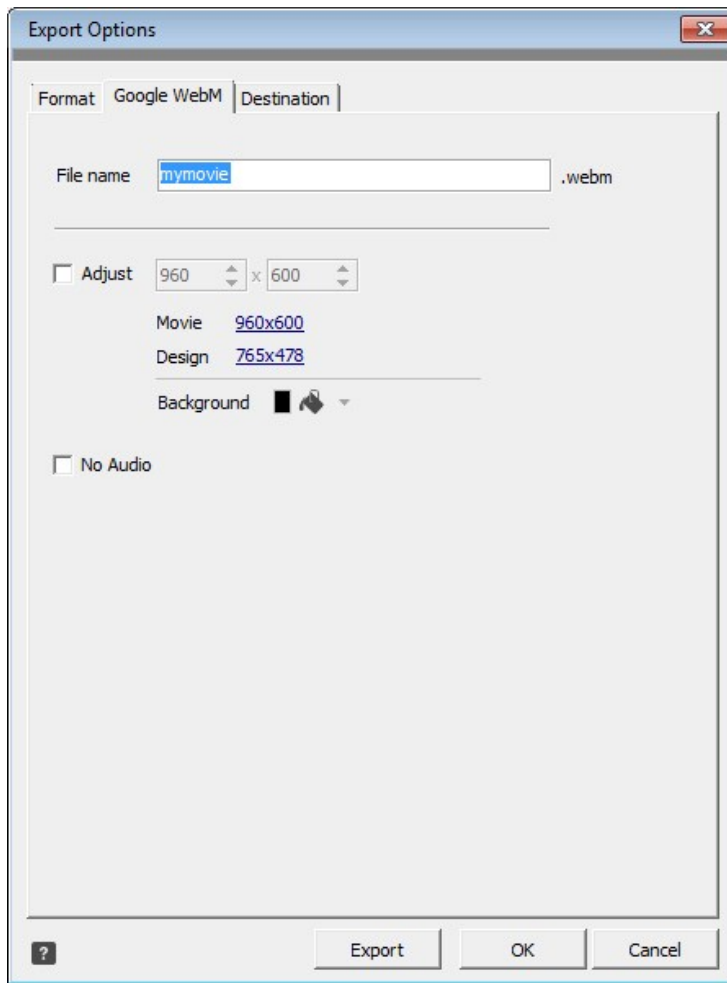 Export Options
Format Google WebM Destination
File name mymovie .webm
Adjust 960 x 600
Movie 960x600
Design 765x478
Background
No Audio
? Export OK Cancel